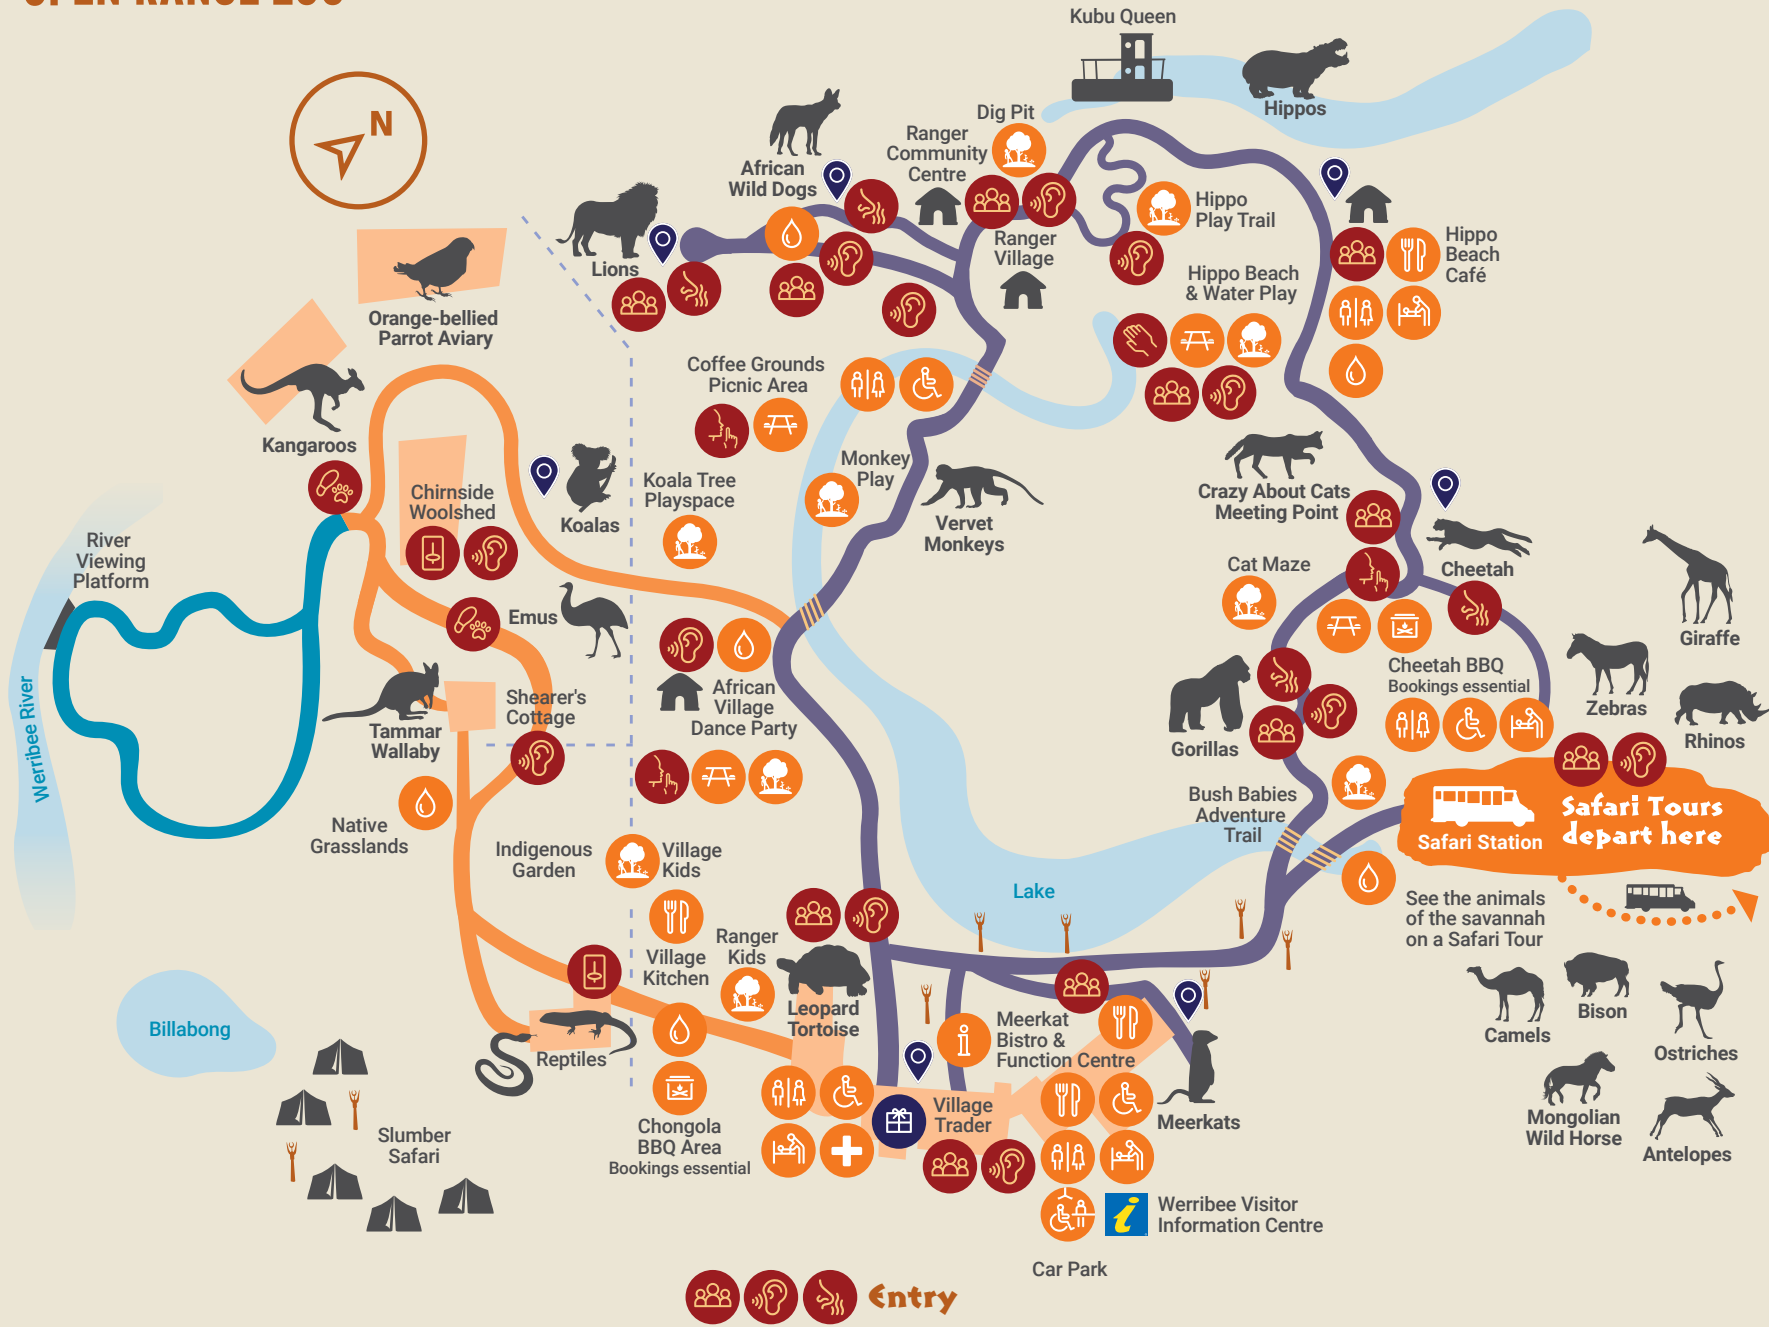 OPEN RANGE ZOO
N
Kubu Queen
Hippos
Dig Pit
Ranger
Community
Centre
African
Wild Dogs
Lions
Hippo
Play Trail
Ranger
Village
Hippo
Beach
Café
Hippo Beach
& Water Play
Orange-bellied
Parrot Aviary
Kangaroos
Coffee Grounds
Picnic Area
Chirnside
Woolshed
Koalas
Koala Tree
Playspace
Monkey
Play
Vervet
Monkeys
Crazy About Cats
Meeting Point
Cheetah
Cat Maze
Giraffe
River
Viewing
Platform
Emus
Werribee River
Tammar
Wallaby
Shearer's
Cottage
African
Village
Dance Party
Cheetah BBQ
Bookings essential
Zebras
Rhinos
Gorillas
Native
Grasslands
Indigenous
Garden
Village
Kids
Bush Babies
Adventure
Trail
Safari Station
Safari Tours
depart here
Lake
See the animals
of the savannah
on a Safari Tour
Village
Kitchen
Ranger
Kids
Leopard
Tortoise
Meerkat
Bistro &
Function Centre
Camels
Bison
Ostriches
Mongolian
Wild Horse
Antelopes
Billabong
Reptiles
Slumber
Safari
Chongola
BBQ Area
Bookings essential
Village
Trader
Meerkats
i
i
Werribee Visitor
Information Centre
Car Park
Entry